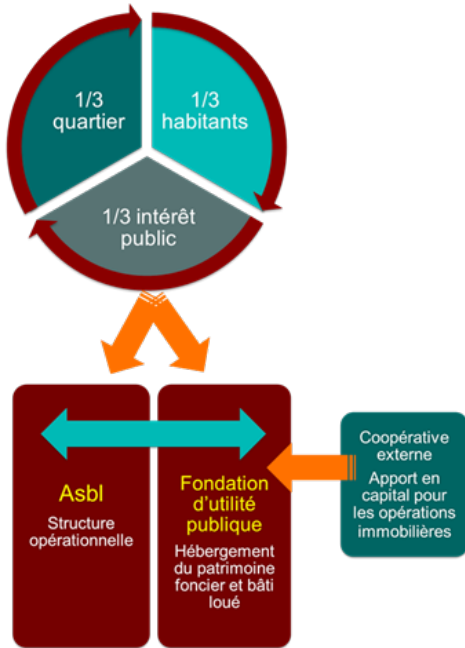 1/3
quartier
1/3
habitants
1/3 intérêt
public
Asbl
Structure
opérationnelle
Fondation
d'utilité
publique
Hébergement
du patrimoine
foncier et bâti
loué
Coopérative
externe
Apport en
capital pour
les opérations
immobilières